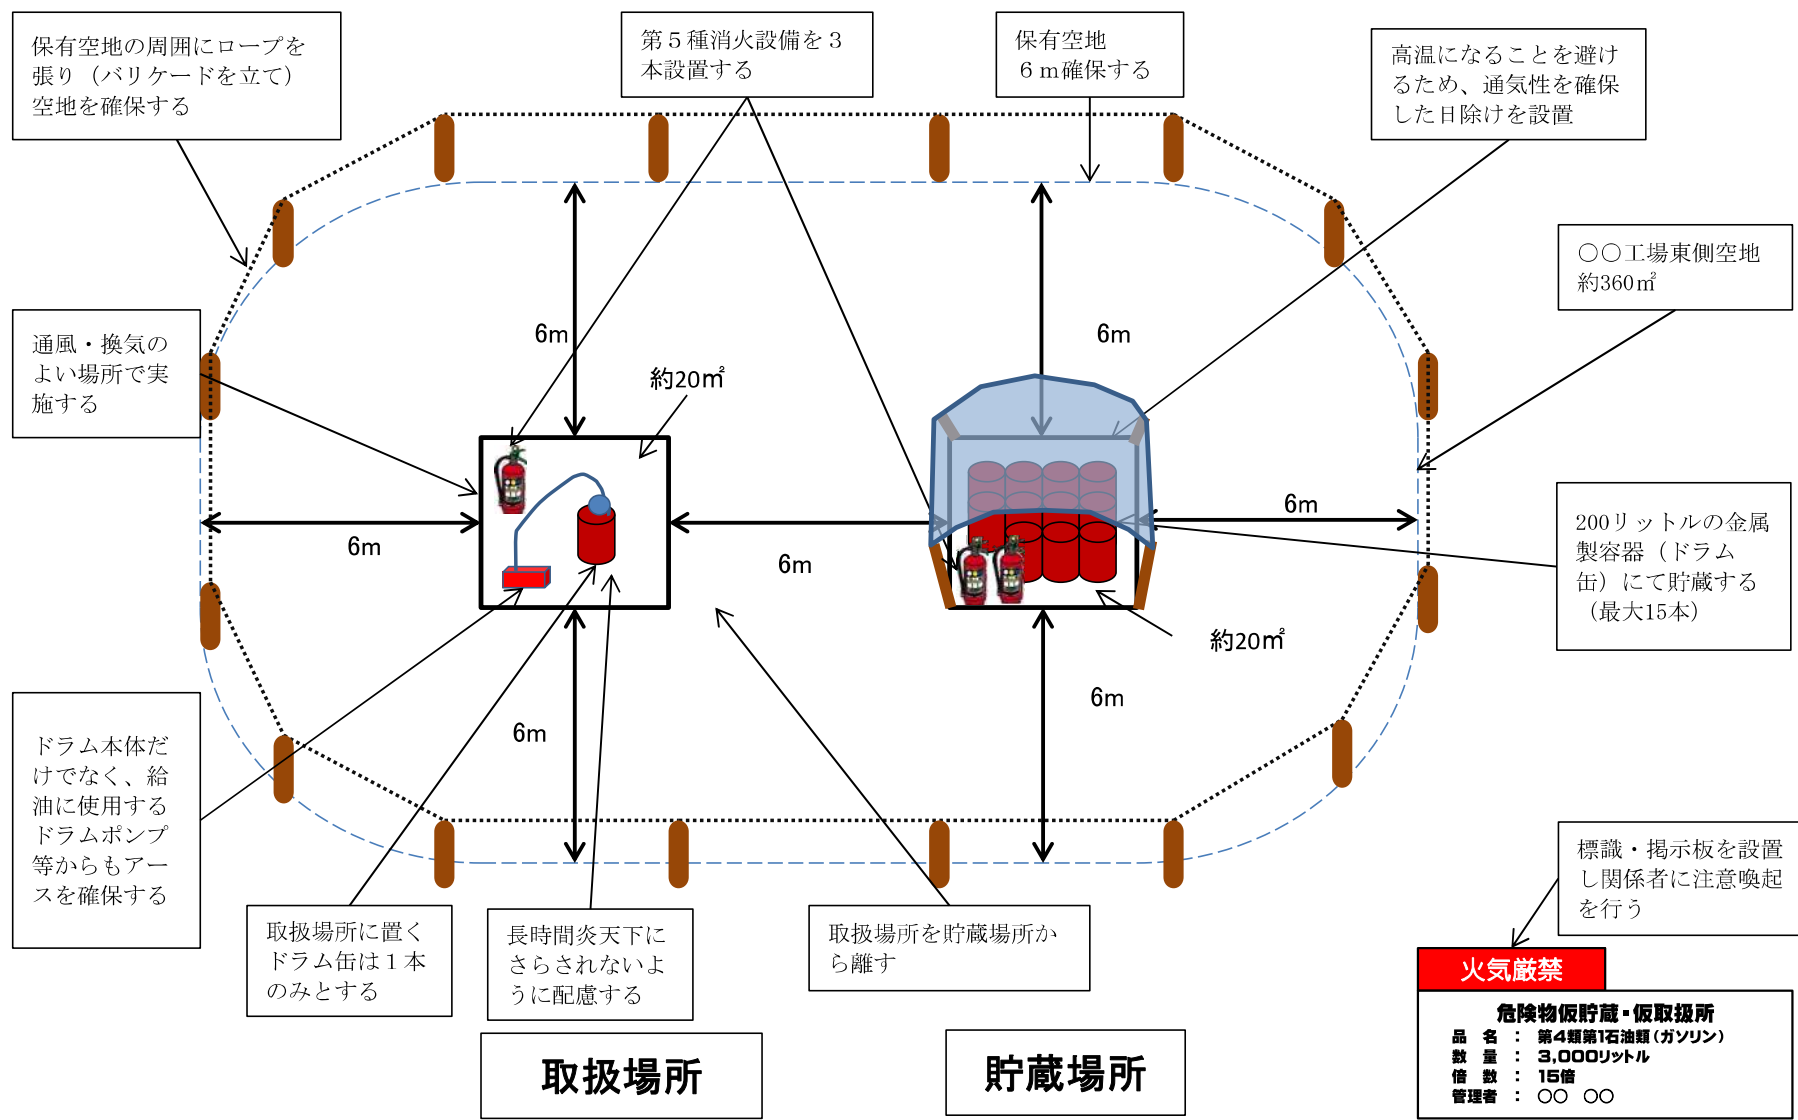 保有空地の周囲にロープを
張り（バリケードを立て）
空地を確保する
第５種消火設備を３
本設置する
保有空地
６ｍ確保する
高温になることを避け
るため、通気性を確保
した日除けを設置
〇〇工場東側空地
約360㎡
通風・換気の
よい場所で実
施する
6m
6m
約20㎡
6m
6m
6m
200リットルの金属
製容器（ドラム
缶）にて貯蔵する
（最大15本）
約20㎡
6m
6m
ドラム本体だ
けでなく、給
油に使用する
ドラムポンプ
等からもアー
スを確保する
取扱場所に置く
ドラム缶は１本
のみとする
長時間炎天下に
さらされないよ
うに配慮する
取扱場所を貯蔵場所か
ら離す
標識・掲示板を設置
し関係者に注意喚起
を行う
火気厳禁
危険物仮貯蔵・仮取扱所
品　名　：　第4類第1石油類（ガソリン）
数　量　：　3,000リットル
倍　数　：　15倍
管理者　：　〇〇　〇〇
取扱場所
貯蔵場所